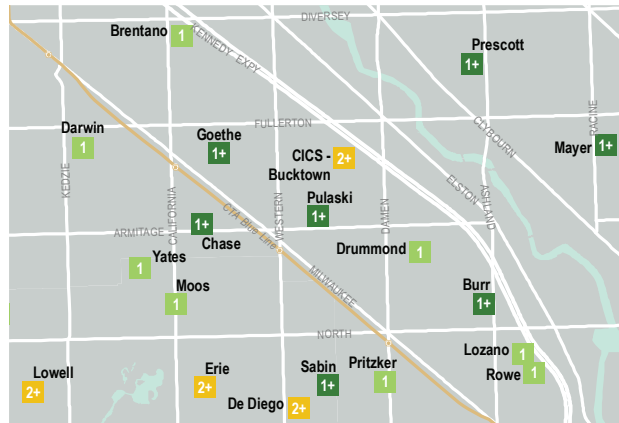 DIVERSEY
Brentano
1
KENNEDY EXPY
Prescott
1+
FULLERTON
CLYBOURN
RACINE
Darwin
1
Goethe
1+
CICS -
Bucktown
2+
Mayer
1+
KEDZIE
CALIFORNIA
WESTERN
DAMEN
ELSTON
ASHLAND
Pulaski
1+
ARMITAGE
1+
Chase
CTA Blue Line
Drummond
1
Yates
1
Moos
1
MILWAUKEE
Burr
1+
NORTH
Lozano
1
Rowe
1
Lowell
2+
Erie
2+
Sabin
1+
Pritzker
1
De Diego
2+